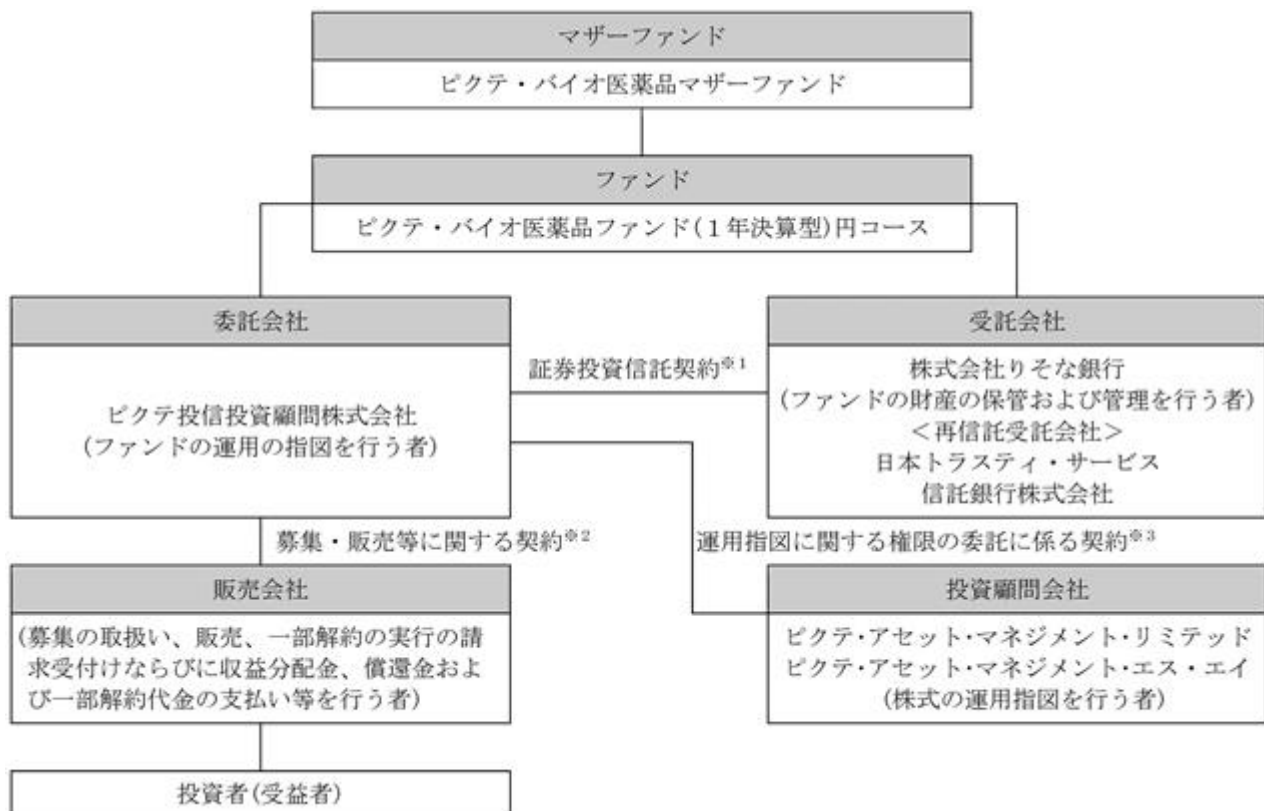 マザーファンド
ピクテ・バイオ医薬品マザーファンド
ファンド
ピクテ・バイオ医薬品ファンド(1年決算型)円コース
委託会社
ピクテ投信投資顧問株式会社
(ファンドの運用の指図を行う者)
証券投資信託契約※1
受託会社
株式会社りそな銀行
(ファンドの財産の保管および管理を行う者)
＜再信託受託会社＞
日本トラスティ・サービス
信託銀行株式会社
募集・販売等に関する契約※2
運用指図に関する権限の委託に係る契約※3
販売会社
(募集の取扱い、販売、一部解約の実行の請
求受付けならびに収益分配金、償還金およ
び一部解約代金の支払い等を行う者)
投資顧問会社
ピクテ・アセット・マネジメント・リミテッド
ピクテ・アセット・マネジメント・エス・エイ
(株式の運用指図を行う者)
投資者(受益者)